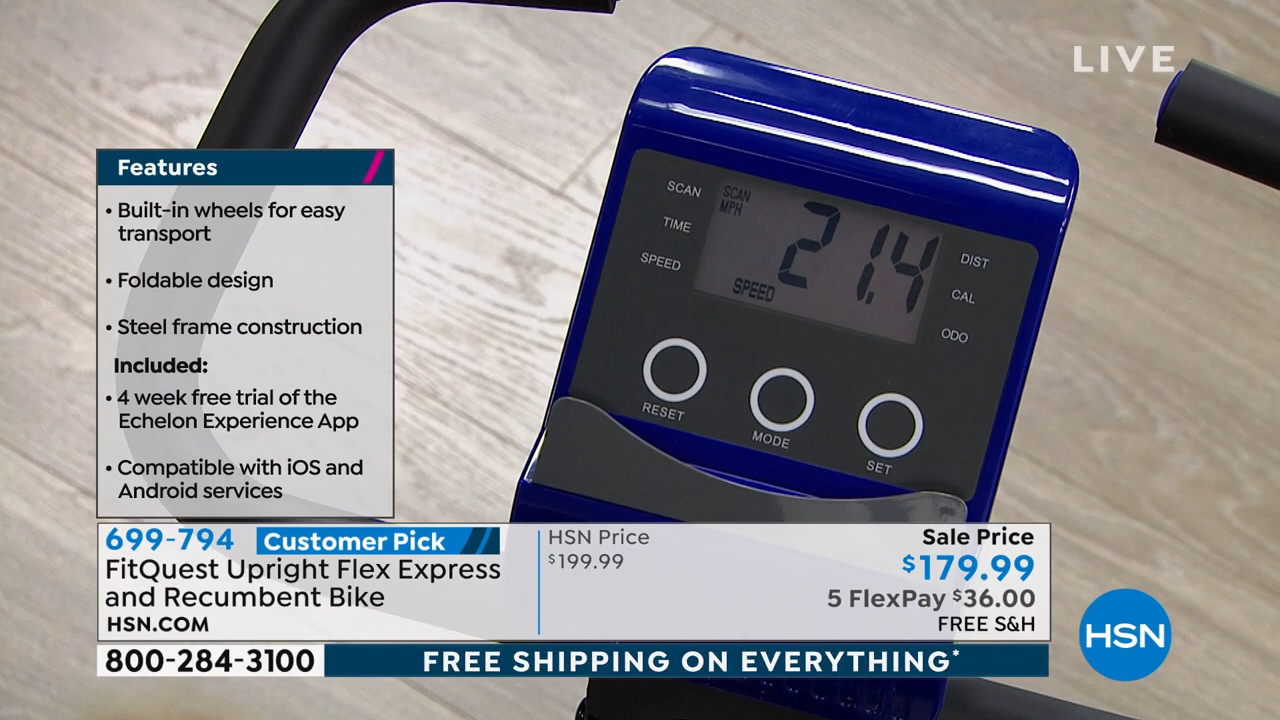 LIVE
Features
• Built-in wheels for easy
transport
• Foldable design
• Steel frame construction
Included:
• 4 week free trial of the
Echelon Experience App
• Compatible with iOS and
Android services
SCAN
TIME
SPEED
SCAN
MPH
21.4
SPEED
DIST
CAL
ODO
RESET
MODE
SET
699-794 Customer Pick
FitQuest Upright Flex Express
and Recumbent Bike
HSN.COM
HSN Price
$199.99
Sale Price
$179.99
5 FlexPay $36.00
FREE S&H
HSN
800-284-3100 FREE SHIPPING ON EVERYTHING*